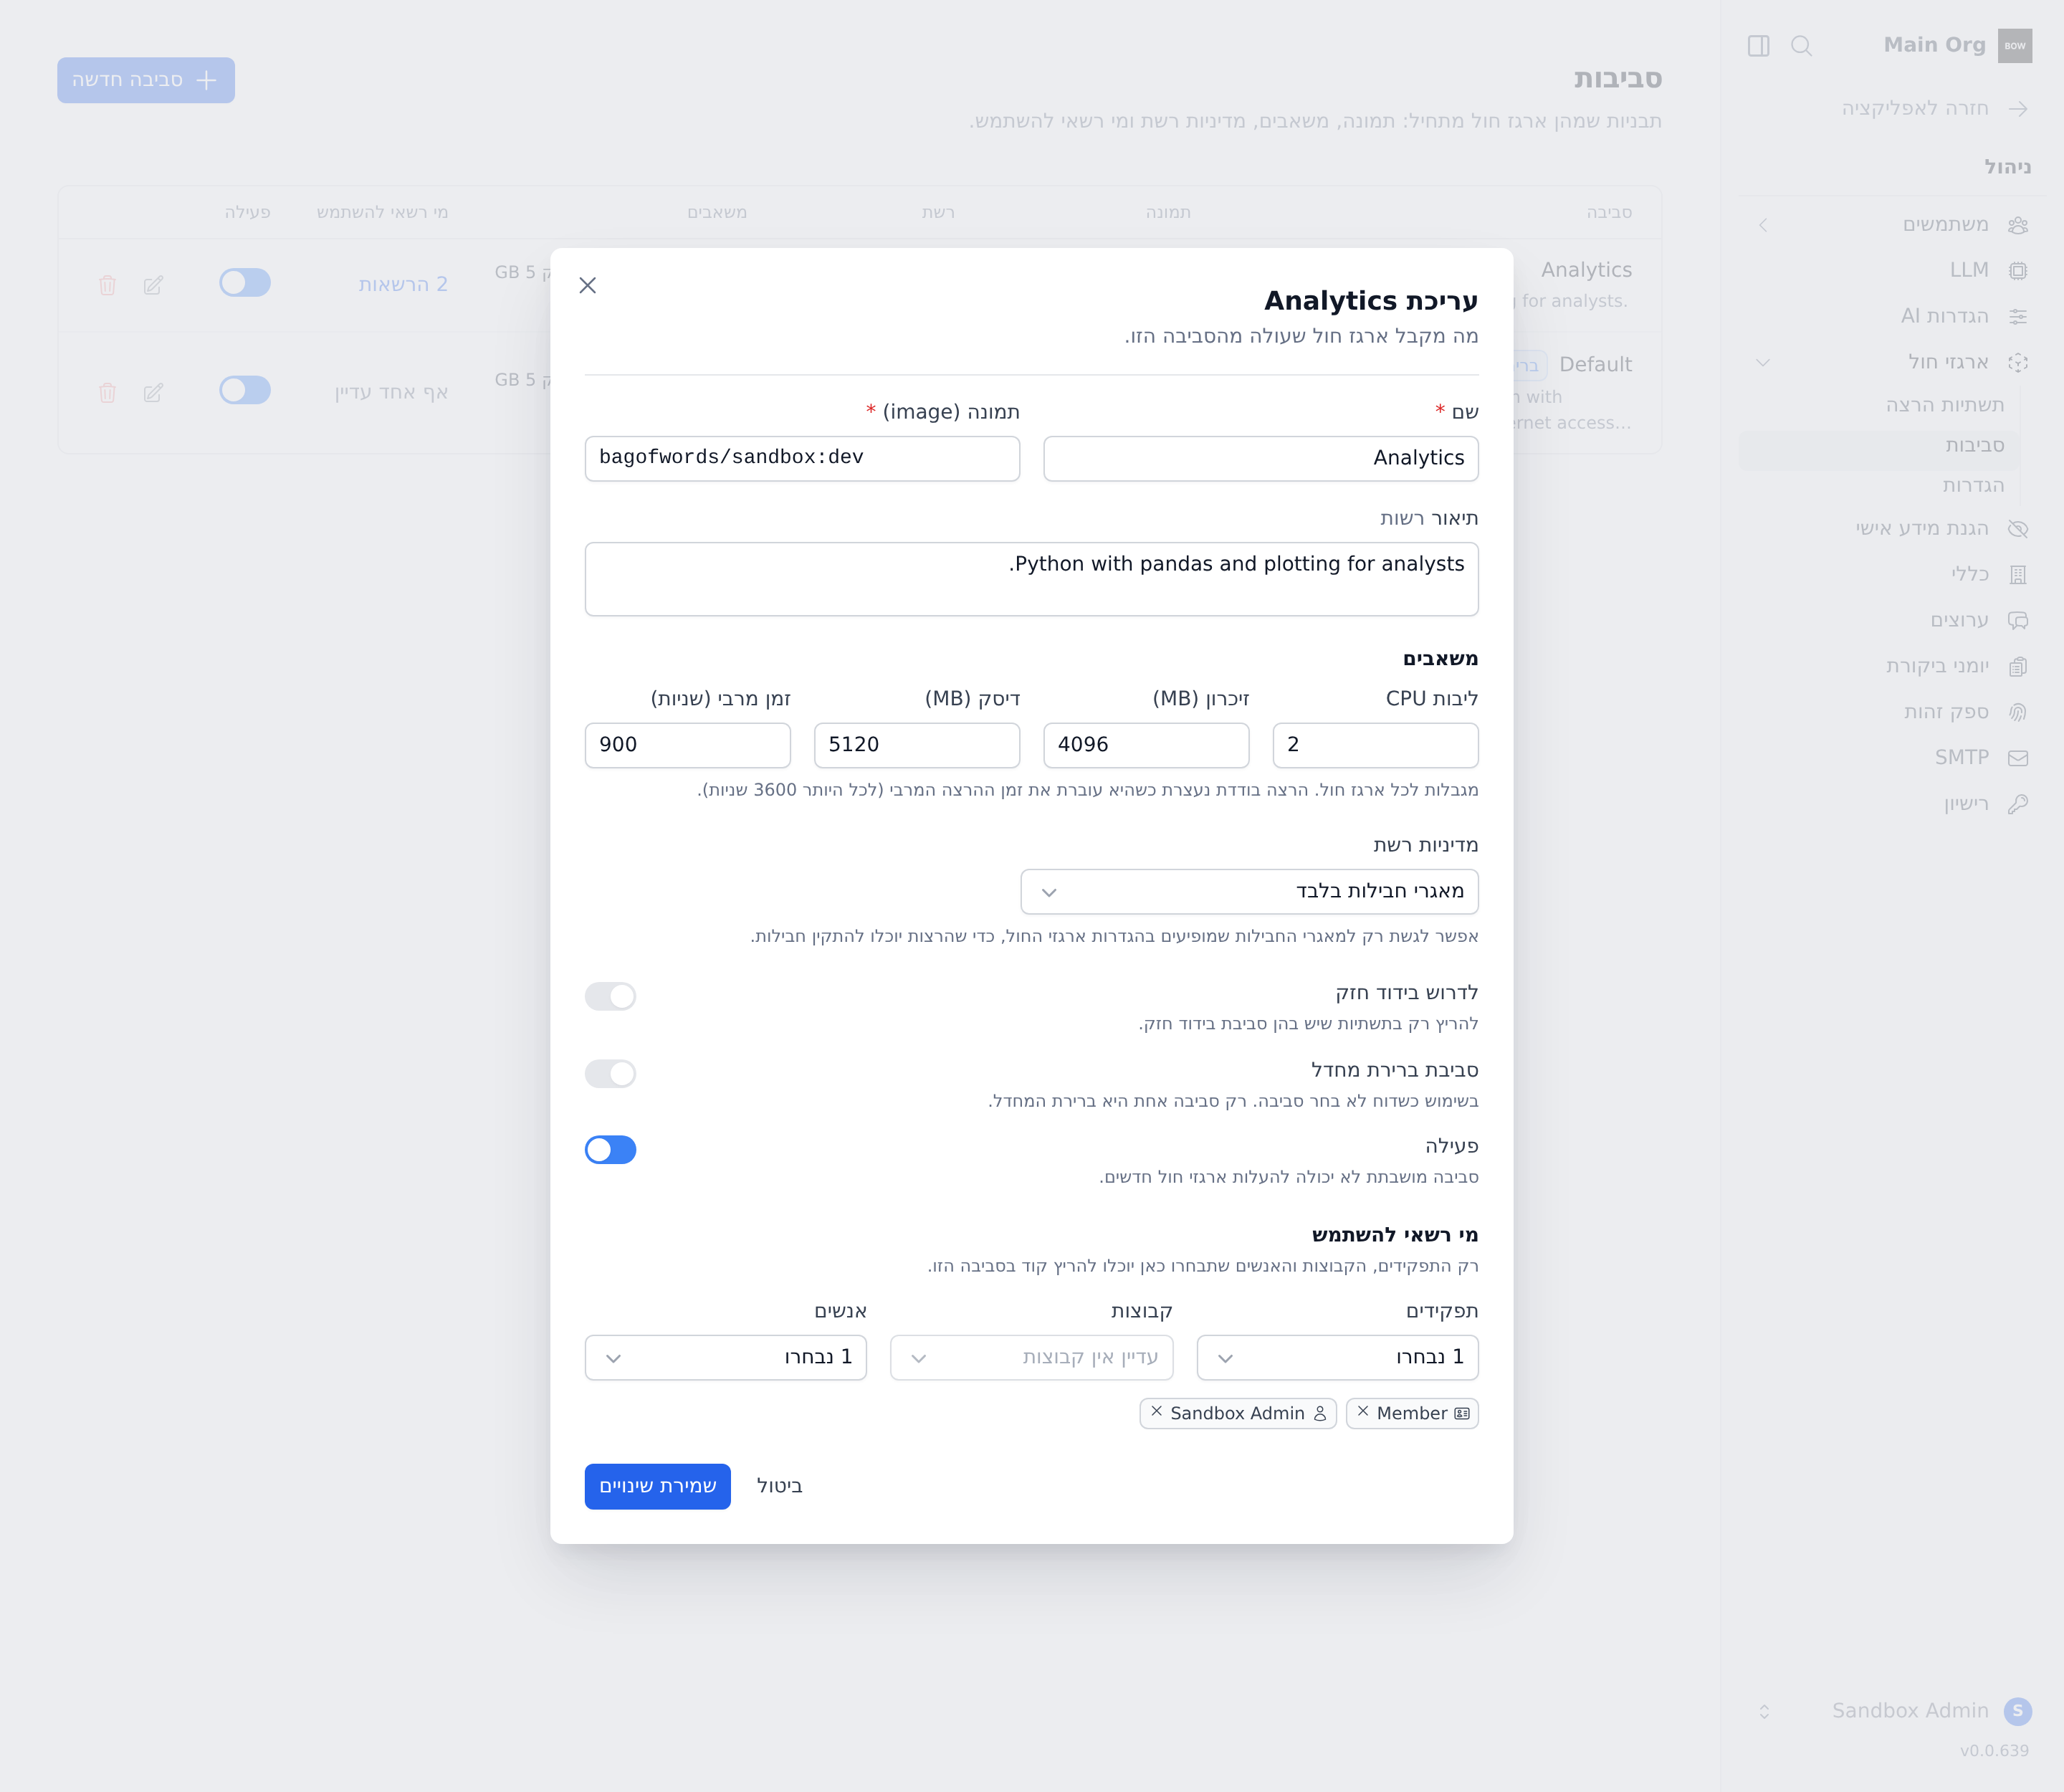 BOW Main Org
חזרה לאפליקציה
ניהול
משתמשים
LLM
הגדרות AI
ארגזי חול
תשתיות הרצה
סביבות
הגדרות
הגנת מידע אישי
כללי
ערוצים
יומני ביקורת
ספק זהות
SMTP
רישיון
S Sandbox Admin
v0.0.639
סביבות
סביבה חדשה
תבניות שמהן ארגז חול מתחיל: תמונה, משאבים, מדיניות רשת ומי רשאי להשתמש.
סביבה תמונה רשת משאבים מי רשאי להשתמש פעילה
Analytics 5 GB 2 הרשאות
for analysts.
Default 5 GB אף אחד עדיין
with
access...
עריכת Analytics
מה מקבל ארגז חול שעולה מהסביבה הזו.
שם * תמונה (image) *
Analytics bagofwords/sandbox:dev
תיאור רשות
Python with pandas and plotting for analysts.
משאבים
ליבות CPU זיכרון (MB) דיסק (MB) זמן מרבי (שניות)
2 4096 5120 900
מגבלות לכל ארגז חול. הרצה בודדת נעצרת כשהיא עוברת את זמן ההרצה המרבי (לכל היותר 3600 שניות).
מדיניות רשת
מאגרי חבילות בלבד
אפשר לגשת רק למאגרי החבילות שמופיעים בהגדרות ארגזי החול, כדי שהרצות יוכלו להתקין חבילות.
לדרוש בידוד חזק
להריץ רק בתשתיות שיש בהן סביבת בידוד חזק.
סביבת ברירת מחדל
בשימוש כשדוח לא בחר סביבה. רק סביבה אחת היא ברירת המחדל.
פעילה
סביבה מושבתת לא יכולה להעלות ארגזי חול חדשים.
מי רשאי להשתמש
רק התפקידים, הקבוצות והאנשים שתבחרו כאן יוכלו להריץ קוד בסביבה הזו.
תפקידים קבוצות אנשים
1 נבחרו עדיין אין קבוצות 1 נבחרו
Member Sandbox Admin
ביטול שמירת שינויים